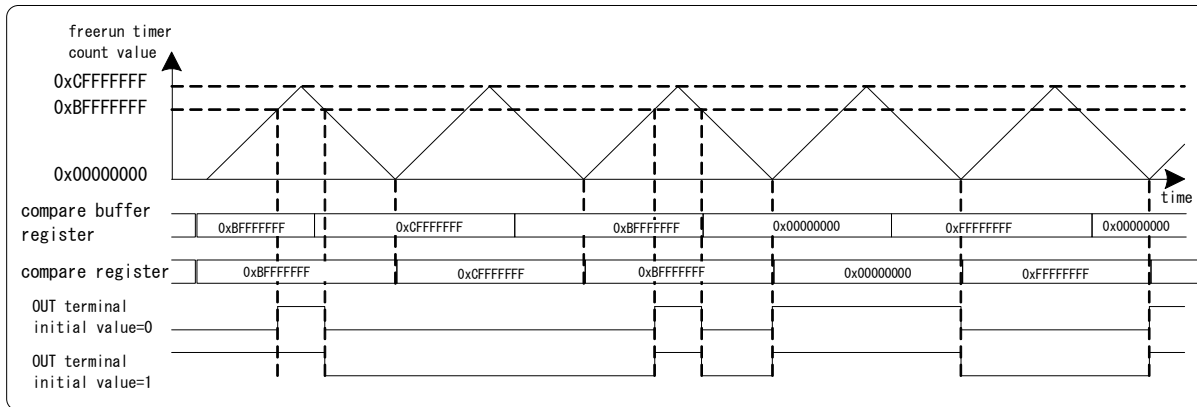 freerun timer
count value
0xCFFFFFFF
0xBFFFFFFF
0x00000000
time
compare buffer
register
0xBFFFFFFF
0xCFFFFFFF
0xBFFFFFFF
0x00000000
0xFFFFFFFF
0x00000000
compare register
0xBFFFFFFF
0xCFFFFFFF
0xBFFFFFFF
0x00000000
0xFFFFFFFF
OUT terminal
initial value=0
OUT terminal
initial value=1